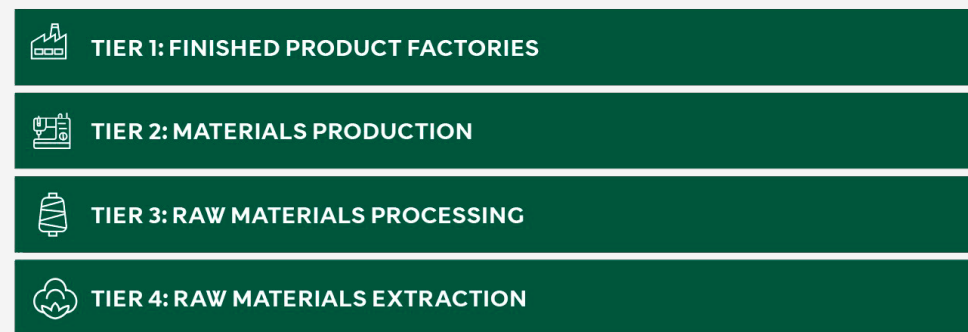 TIER 1: FINISHED PRODUCT FACTORIES
TIER 2: MATERIALS PRODUCTION
TIER 3: RAW MATERIALS PROCESSING
TIER 4: RAW MATERIALS EXTRACTION